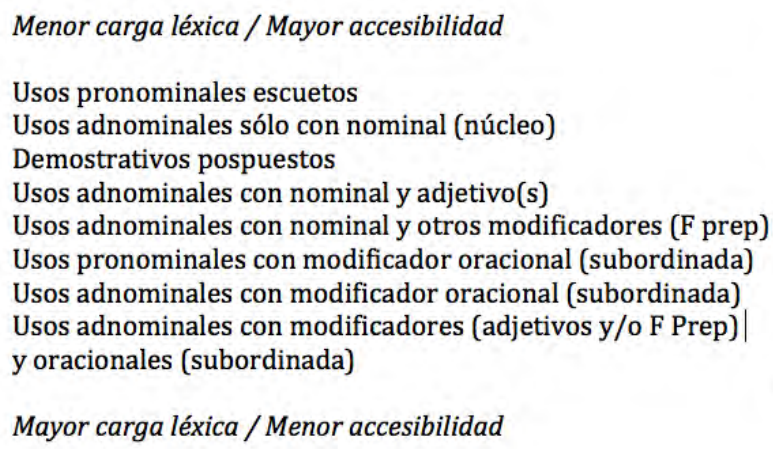 Menor carga léxica / Mayor accesibilidad
Usos pronominales escuetos
Usos adnominales sólo con nominal (núcleo)
Demostrativos pospuestos
Usos adnominales con nominal y adjetivo(s)
Usos adnominales con nominal y otros modificadores (F prep)
Usos pronominales con modificador oracional (subordinada)
Usos adnominales con modificador oracional (subordinada)
Usos adnominales con modificadores (adjetivos y/o F Prep)
y oracionales (subordinada)
Mayor carga léxica / Menor accesibilidad